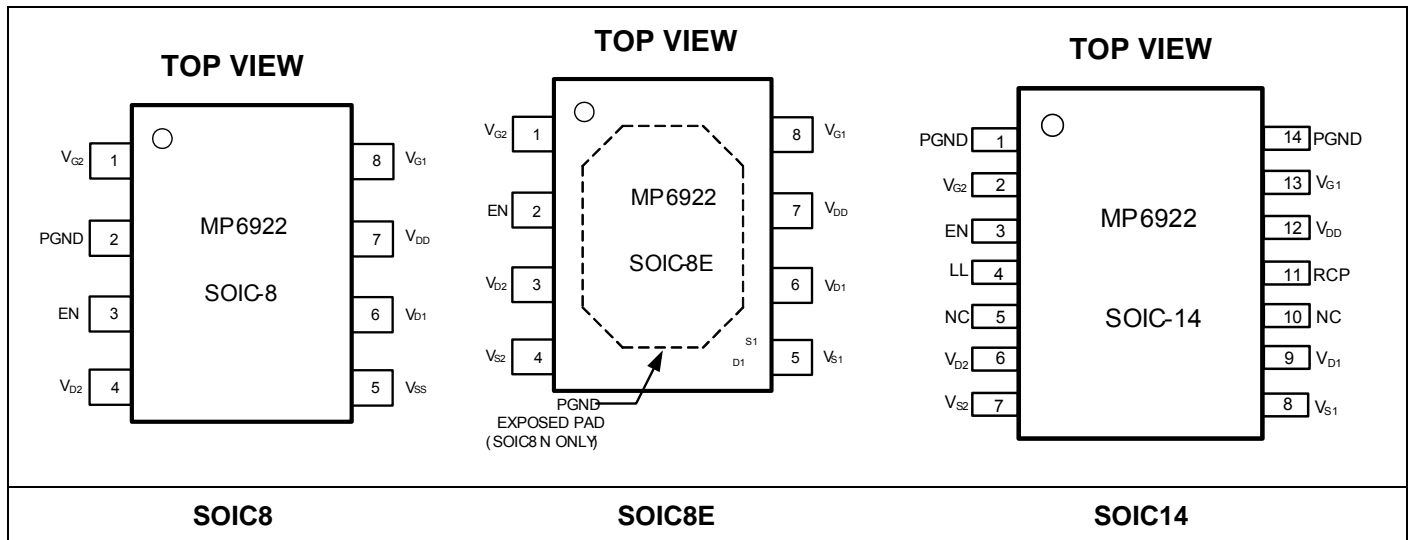 TOP VIEW
VG2 1
PGND 2
EN 3
VD2 4
MP6922
SOIC-8
8 VG1
7 VDD
6 VD1
5 VSS
TOP VIEW
VG2 1
EN 2
VD2 3
VS2 4
MP6922
SOIC-8E
8 VG1
7 VDD
6 VD1
5 VS1
S1
D1
PGND
EXPOSED PAD
(SOIC8 N ONLY)
TOP VIEW
PGND 1
VG2 2
EN 3
LL 4
NC 5
VD2 6
VS2 7
MP6922
SOIC-14
14 PGND
13 VG1
12 VDD
11 RCP
10 NC
9 VD1
8 VS1
SOIC8
SOIC8E
SOIC14